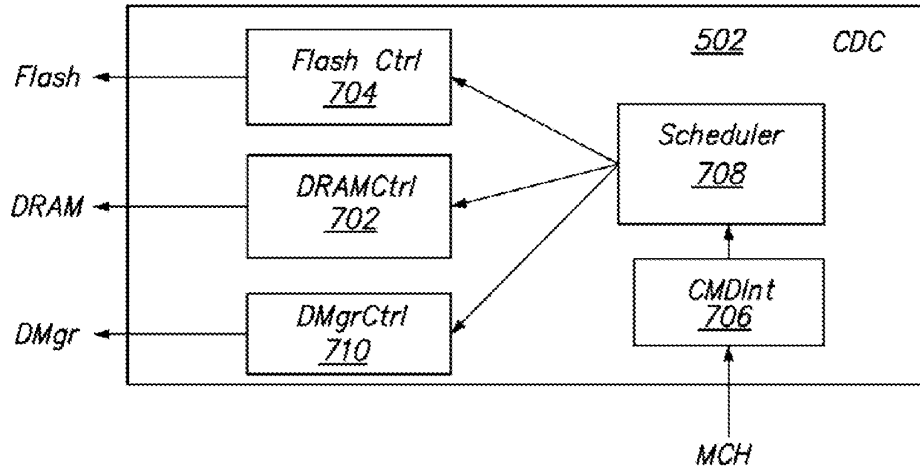 502 CDC
Flash
Flash Ctrl
704
Scheduler
708
DRAM
DRAMCtrl
702
CMDInt
706
DMgr
DMgrCtrl
710
MCH